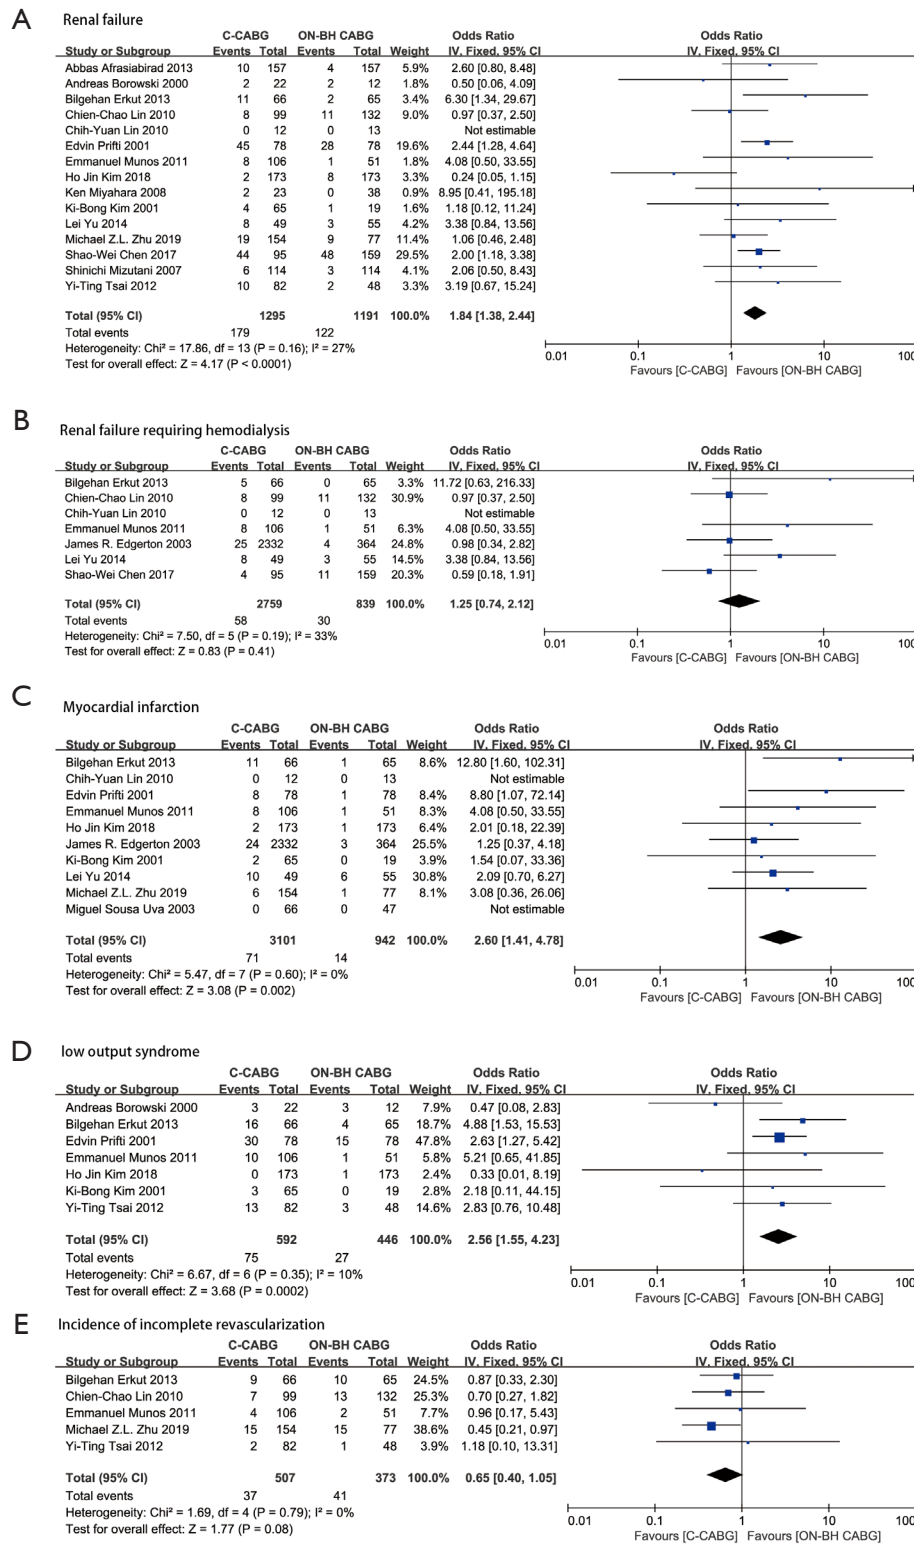 A
Renal failure
C-CABG ON-BH CABG Odds Ratio Odds Ratio
Study or Subgroup Events Total Events Total Weight IV, Fixed, 95% CI IV, Fixed, 95% CI
Abbas Afrasiabirad 2013 10 157 4 157 5.9% 2.60 [0.80, 8.48]
Andreas Borowski 2000 2 22 2 12 1.8% 0.50 [0.06, 4.09]
Bilgehan Erkut 2013 11 66 2 65 3.4% 6.30 [1.34, 29.67]
Chien-Chao Lin 2010 8 99 11 132 9.0% 0.97 [0.37, 2.50]
Chih-Yuan Lin 2010 0 12 0 13 Not estimable
Edvin Prifti 2001 45 78 28 78 19.6% 2.44 [1.28, 4.64]
Emmanuel Munos 2011 8 106 1 51 1.9% 4.08 [0.50, 33.55]
Ho Jin Kim 2018 2 173 8 173 3.3% 0.24 [0.05, 1.15]
Ken Miyahara 2008 2 23 0 38 0.9% 8.95 [0.41, 195.18]
Ki-Bong Kim 2001 4 65 1 19 1.7% 1.18 [0.12, 11.24]
Lei Yu 2014 8 49 3 55 4.2% 3.38 [0.84, 13.56]
Michael Z.L. Zhu 2019 19 154 9 77 11.4% 1.06 [0.46, 2.48]
Shao-Wei Chen 2017 44 95 48 159 29.5% 2.00 [1.18, 3.38]
Shinichi Mizutani 2007 6 114 3 114 4.1% 2.06 [0.50, 8.43]
Yi-Ting Tsai 2012 10 82 2 48 3.3% 3.19 [0.67, 15.24]
Total (95% CI) 1295 1191 100.0% 1.84 [1.38, 2.44]
Total events 179 122
Heterogeneity: Chi² = 17.86, df = 13 (P = 0.16); I² = 27%
Test for overall effect: Z = 4.17 (P < 0.0001)
0.01 0.1 1 10 100
Favours [C-CABG] Favours [ON-BH CABG]
B
Renal failure requiring hemodialysis
C-CABG ON-BH CABG Odds Ratio Odds Ratio
Study or Subgroup Events Total Events Total Weight IV, Fixed, 95% CI IV, Fixed, 95% CI
Bilgehan Erkut 2013 5 66 0 65 3.3% 11.72 [0.63, 216.33]
Chien-Chao Lin 2010 8 99 11 132 30.9% 0.97 [0.37, 2.50]
Chih-Yuan Lin 2010 0 12 0 13 Not estimable
Emmanuel Munos 2011 8 106 1 51 6.3% 4.08 [0.50, 33.55]
James R. Edgerton 2003 25 2332 4 364 24.8% 0.98 [0.34, 2.82]
Lei Yu 2014 8 49 3 55 14.5% 3.38 [0.84, 13.56]
Shao-Wei Chen 2017 4 95 11 159 20.3% 0.59 [0.18, 1.91]
Total (95% CI) 2759 839 100.0% 1.25 [0.74, 2.12]
Total events 58 30
Heterogeneity: Chi² = 7.50, df = 5 (P = 0.19); I² = 33%
Test for overall effect: Z = 0.83 (P = 0.41)
0.01 0.1 1 10 100
Favours [C-CABG] Favours [ON-BH CABG]
C
Myocardial infarction
C-CABG ON-BH CABG Odds Ratio Odds Ratio
Study or Subgroup Events Total Events Total Weight IV, Fixed, 95% CI IV, Fixed, 95% CI
Bilgehan Erkut 2013 11 66 1 65 8.6% 12.80 [1.60, 102.31]
Chih-Yuan Lin 2010 0 12 0 13 Not estimable
Edvin Prifti 2001 8 78 1 78 8.4% 8.80 [1.07, 72.14]
Emmanuel Munos 2011 8 106 1 51 8.3% 4.08 [0.50, 33.55]
Ho Jin Kim 2018 2 173 1 173 6.4% 2.01 [0.18, 22.39]
James R. Edgerton 2003 24 2332 3 364 25.5% 1.25 [0.37, 4.18]
Ki-Bong Kim 2001 2 65 0 19 3.9% 1.54 [0.07, 33.36]
Lei Yu 2014 10 49 6 55 30.8% 2.09 [0.70, 6.27]
Michael Z.L. Zhu 2019 6 154 1 77 8.1% 3.08 [0.36, 26.06]
Miguel Sousa Uva 2003 0 66 0 47 Not estimable
Total (95% CI) 3101 942 100.0% 2.60 [1.41, 4.78]
Total events 71 14
Heterogeneity: Chi² = 5.47, df = 7 (P = 0.60); I² = 0%
Test for overall effect: Z = 3.08 (P = 0.002)
0.01 0.1 1 10 100
Favours [C-CABG] Favours [ON-BH CABG]
D
low output syndrome
C-CABG ON-BH CABG Odds Ratio Odds Ratio
Study or Subgroup Events Total Events Total Weight IV, Fixed, 95% CI IV, Fixed, 95% CI
Andreas Borowski 2000 3 22 3 12 7.9% 0.47 [0.08, 2.83]
Bilgehan Erkut 2013 16 66 4 65 18.7% 4.88 [1.53, 15.53]
Edvin Prifti 2001 30 78 15 78 47.8% 2.63 [1.27, 5.42]
Emmanuel Munos 2011 10 106 1 51 5.8% 5.21 [0.65, 41.85]
Ho Jin Kim 2018 0 173 1 173 2.4% 0.33 [0.01, 8.19]
Ki-Bong Kim 2001 3 65 0 19 2.8% 2.18 [0.11, 44.15]
Yi-Ting Tsai 2012 13 82 3 48 14.6% 2.83 [0.76, 10.48]
Total (95% CI) 592 446 100.0% 2.56 [1.55, 4.23]
Total events 75 27
Heterogeneity: Chi² = 6.67, df = 6 (P = 0.35); I² = 10%
Test for overall effect: Z = 3.68 (P = 0.0002)
0.01 0.1 1 10 100
Favours [C-CABG] Favours [ON-BH CABG]
E
Incidence of incomplete revascularization
C-CABG ON-BH CABG Odds Ratio Odds Ratio
Study or Subgroup Events Total Events Total Weight IV, Fixed, 95% CI IV, Fixed, 95% CI
Bilgehan Erkut 2013 9 66 10 65 24.5% 0.87 [0.33, 2.30]
Chien-Chao Lin 2010 7 99 13 132 25.3% 0.70 [0.27, 1.82]
Emmanuel Munos 2011 4 106 2 51 7.7% 0.96 [0.17, 5.43]
Michael Z.L. Zhu 2019 15 154 15 77 38.6% 0.45 [0.21, 0.97]
Yi-Ting Tsai 2012 2 82 1 48 3.9% 1.18 [0.10, 13.31]
Total (95% CI) 507 373 100.0% 0.65 [0.40, 1.05]
Total events 37 41
Heterogeneity: Chi² = 1.69, df = 4 (P = 0.79); I² = 0%
Test for overall effect: Z = 1.77 (P = 0.08)
0.01 0.1 1 10 100
Favours [C-CABG] Favours [ON-BH CABG]